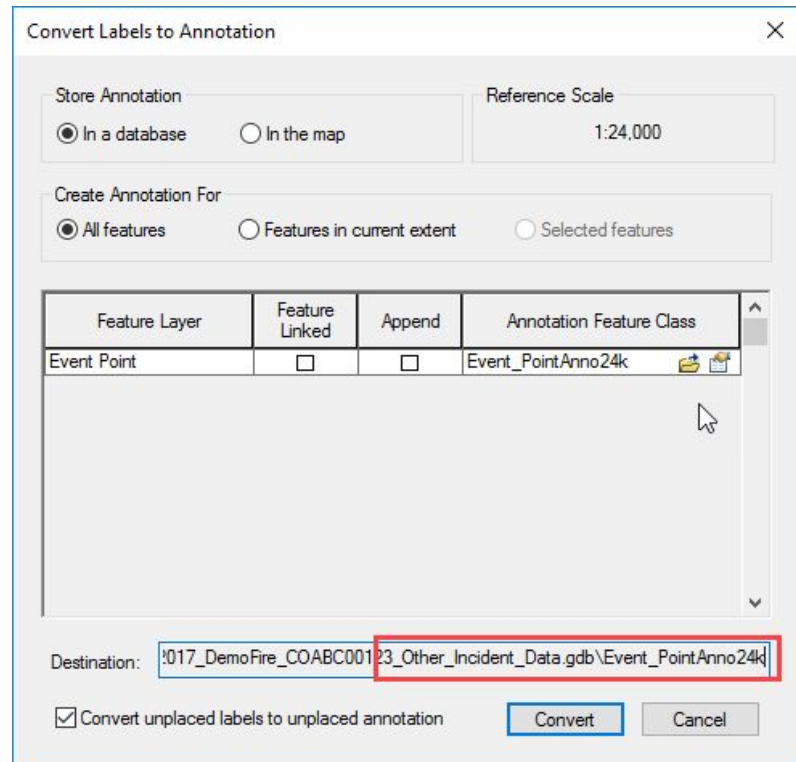 Convert Labels to Annotation
Store Annotation
In a database
In the map
Reference Scale
1:24,000
Create Annotation For
All features
Features in current extent
Selected features
Feature Layer
Feature Linked
Append
Annotation Feature Class
Event Point
Event_PointAnno24k
Destination:
017_DemoFire_COABC00123_Other_Incident_Data.gdb\Event_PointAnno24k
Convert unplaced labels to unplaced annotation
Convert
Cancel